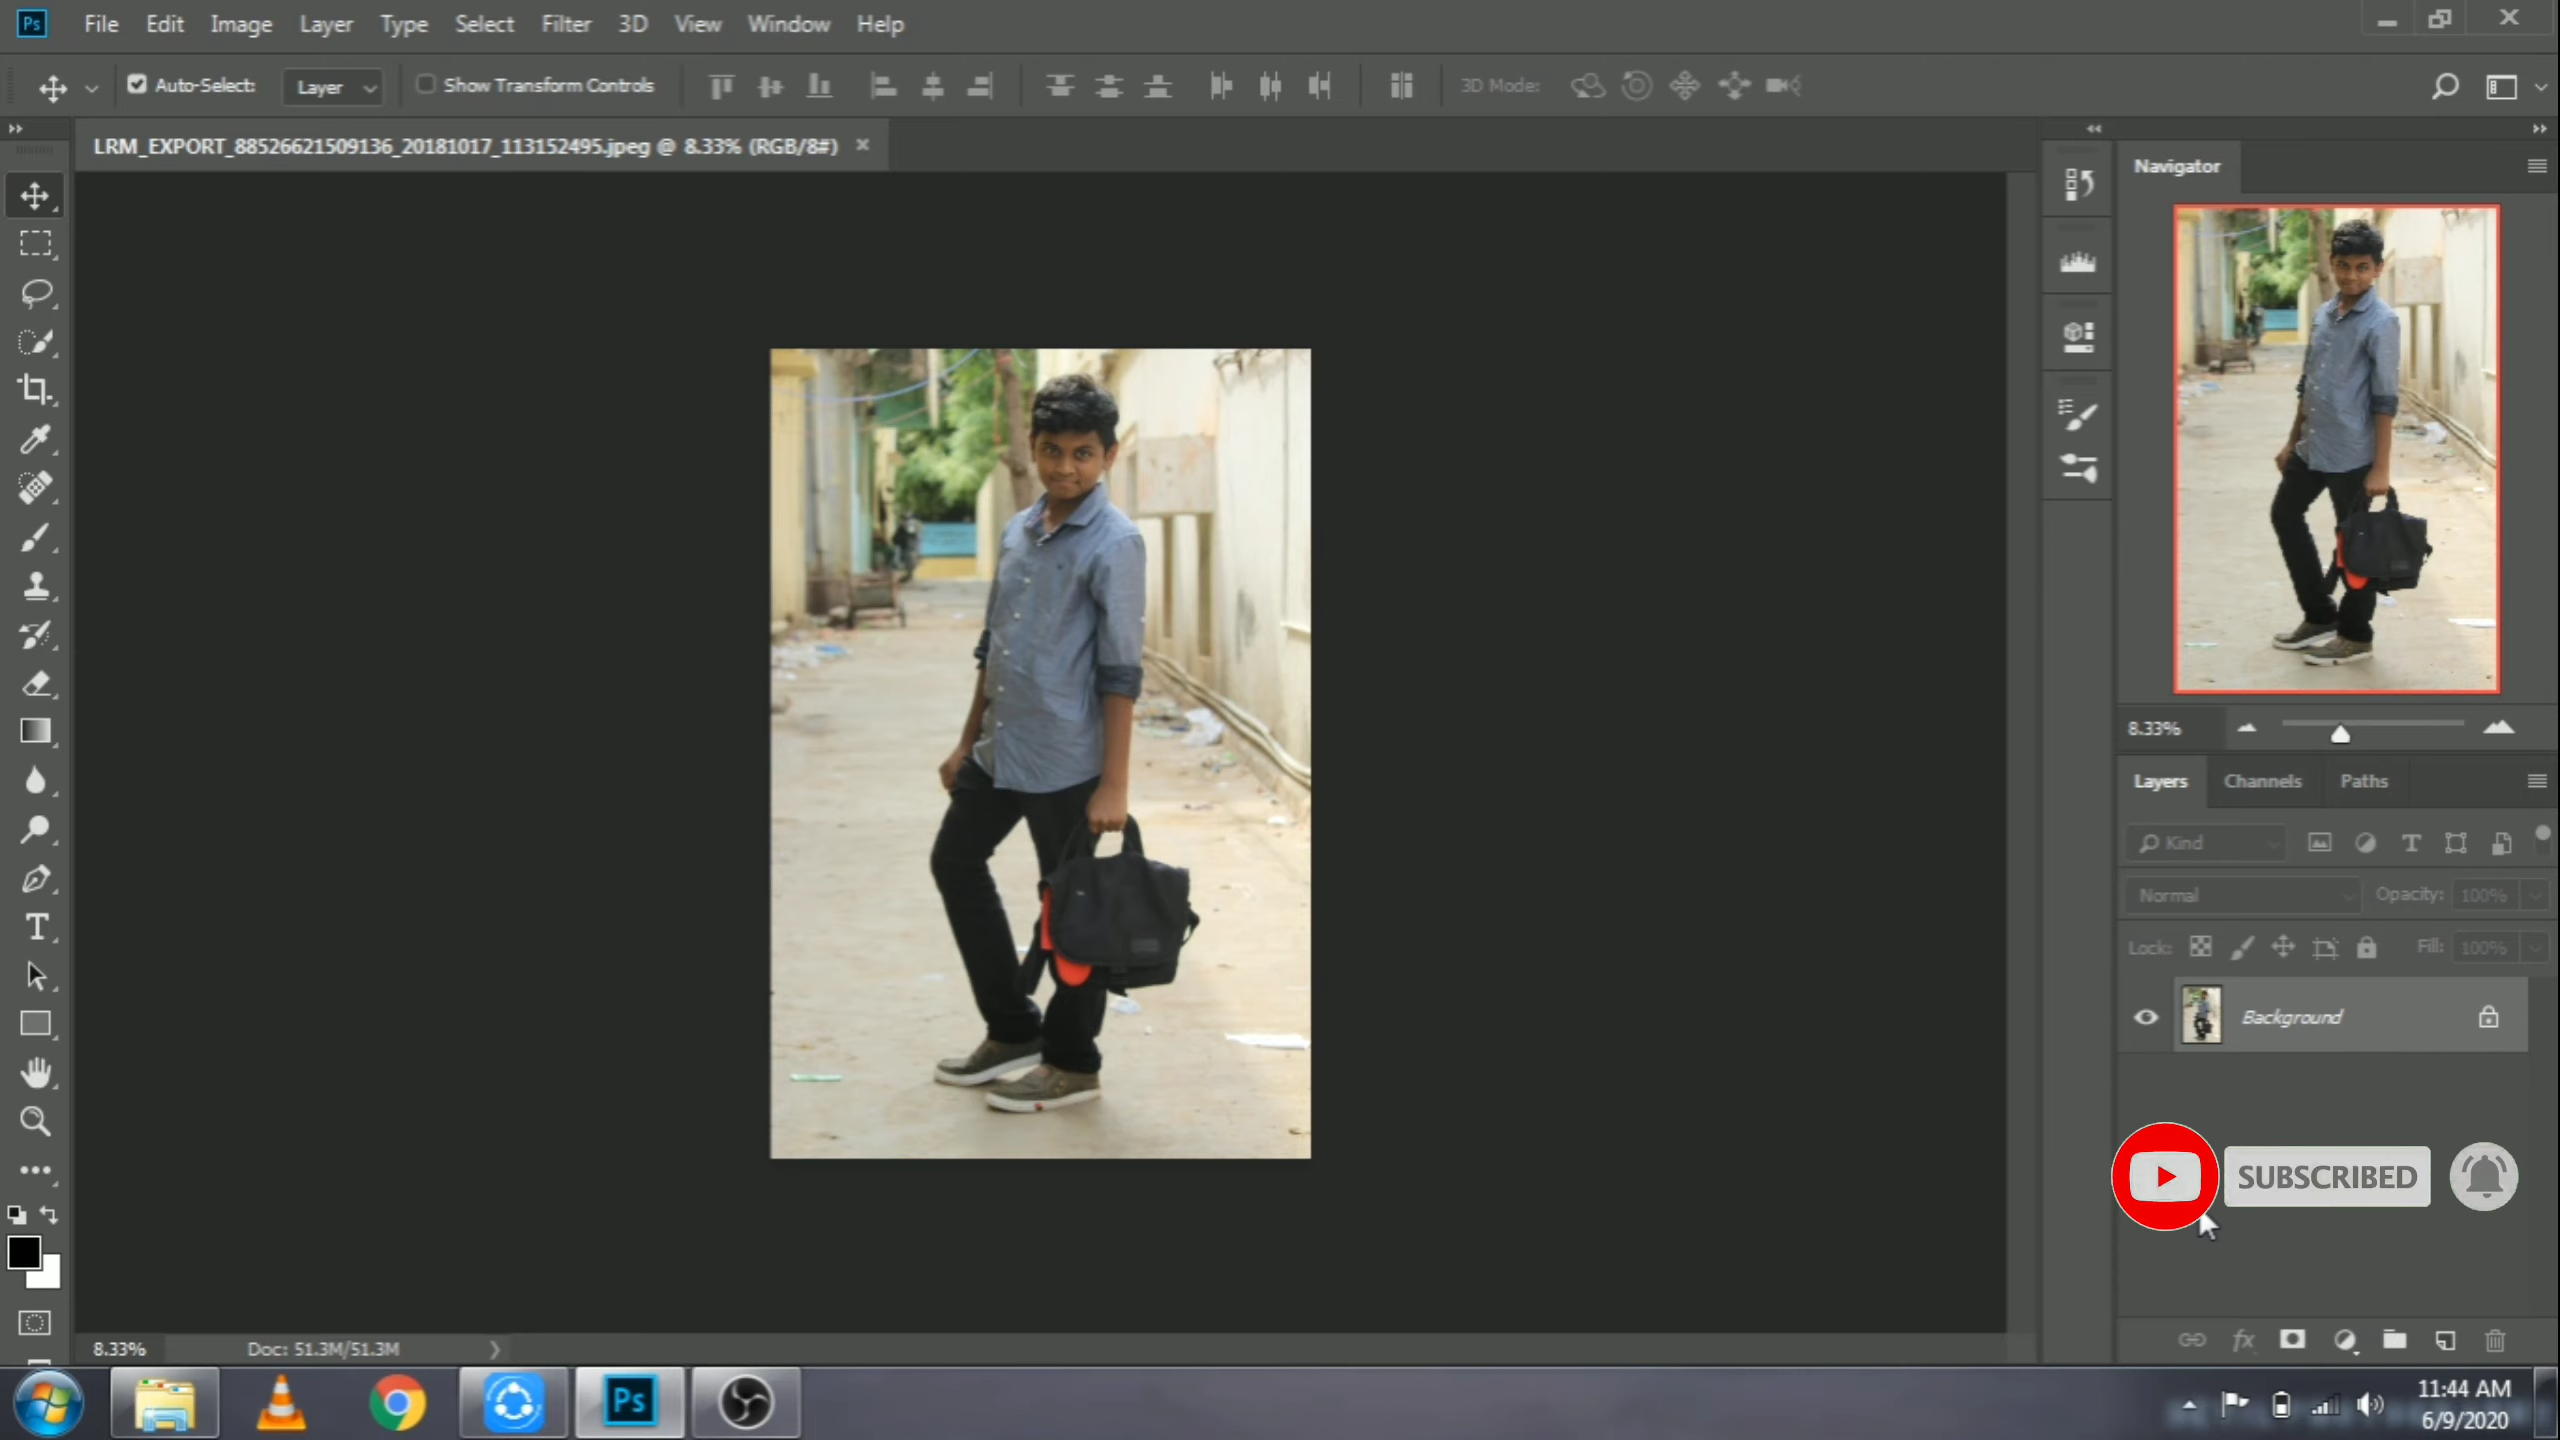 Ps File Edit Image Layer Type Select Filter 3D View Window Help
Auto-Select: Layer Show Transform Controls 3D Mode:
LRM_EXPORT_88526621509136_20181017_113152495.jpeg @ 8.33% (RGB/8#) ×
Navigator
8.33%
Layers Channels Paths
Kind
Normal Opacity: 100%
Lock: Fill: 100%
Background
SUBSCRIBED
8.33% Doc: 51.3M/51.3M
Ps
11:44 AM
6/9/2020